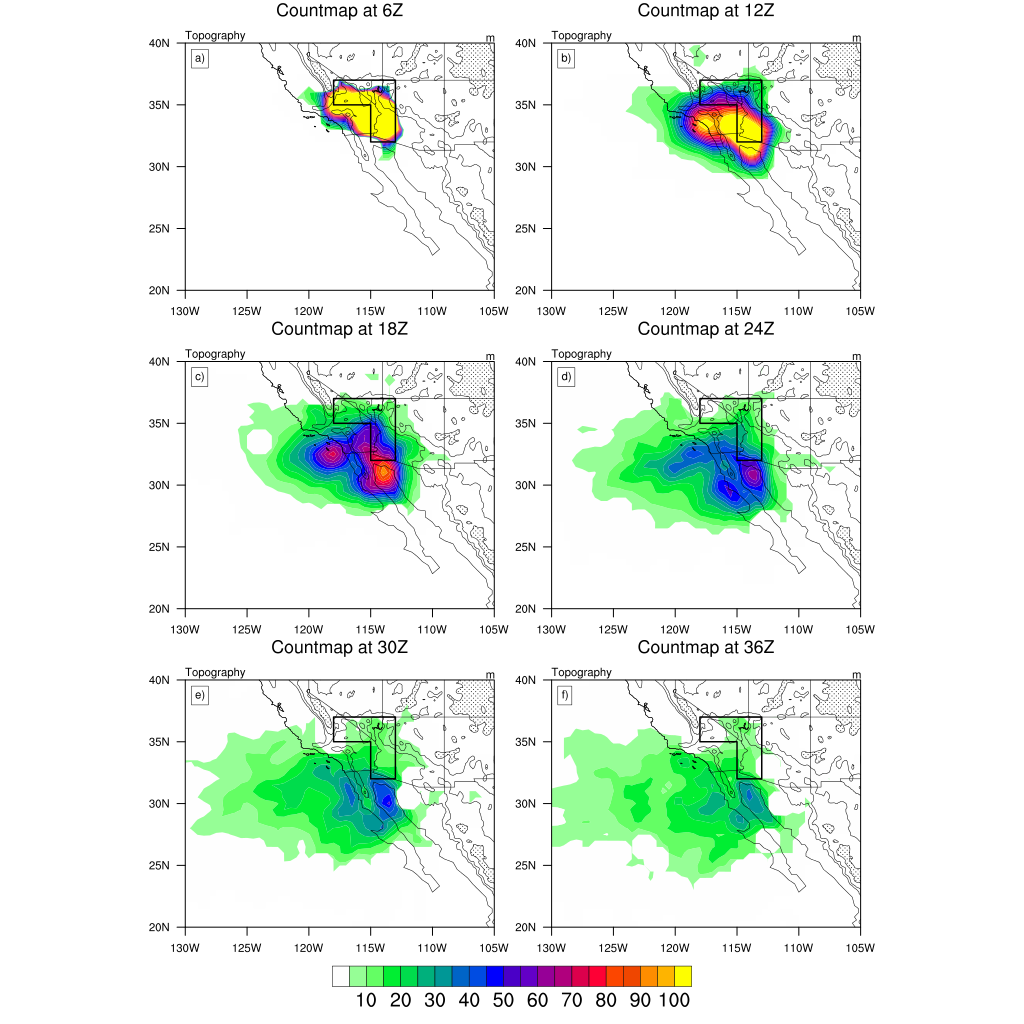 Countmap at 6Z
Countmap at 12Z
Topography m
Topography m
40N a)
40N b)
35N
35N
30N
30N
25N
25N
20N
20N
130W 125W 120W 115W 110W 105W
130W 125W 120W 115W 110W 105W
Countmap at 18Z
Countmap at 24Z
Topography m
Topography m
40N c)
40N d)
35N
35N
30N
30N
25N
25N
20N
20N
130W 125W 120W 115W 110W 105W
130W 125W 120W 115W 110W 105W
Countmap at 30Z
Countmap at 36Z
Topography m
Topography m
40N e)
40N f)
35N
35N
30N
30N
25N
25N
20N
20N
130W 125W 120W 115W 110W 105W
130W 125W 120W 115W 110W 105W
10 20 30 40 50 60 70 80 90 100